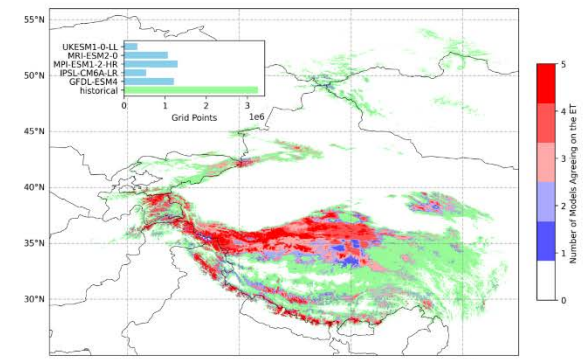 55°N
50°N
45°N
40°N
35°N
30°N
UKESM1-0-LL
MRI-ESM2-0
MPI-ESM1-2-HR
IPSL-CM6A-LR
GFDL-ESM4
historical
0 1 2 3
1e6
Grid Points
5
4
3
2
1
0
Number of Models Agreeing on the ET